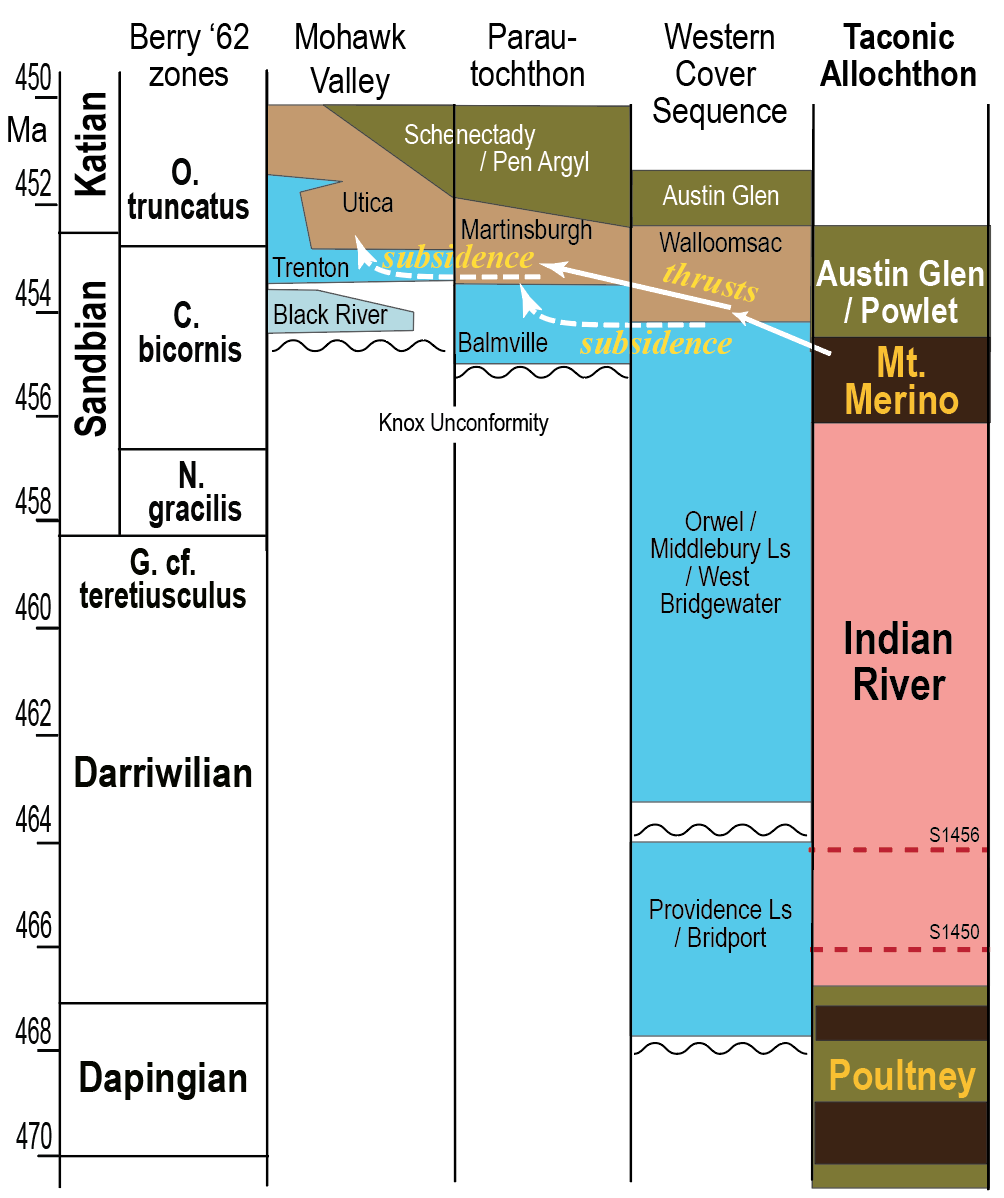 Berry ‘62
zones
Mohawk
Valley
Parau-
tochthon
Western
Cover
Sequence
Taconic
Allochthon
450
Ma
452
454
456
458
460
462
464
466
468
470
Katian
Sandbian
O.
truncatus
C.
bicornis
N.
gracilis
G. cf.
teretiusculus
Darriwilian
Dapingian
Schenectady
/ Pen Argyl
Utica
Trenton
Black River
Martinsburgh
subsidence
Balmville
Knox Unconformity
Austin Glen
Walloomsac
thrusts
subsidence
Orwel /
Middlebury Ls
/ West
Bridgewater
Providence Ls
/ Bridport
Austin Glen
/ Powlet
Mt.
Merino
Indian
River
S1456
S1450
Poultney